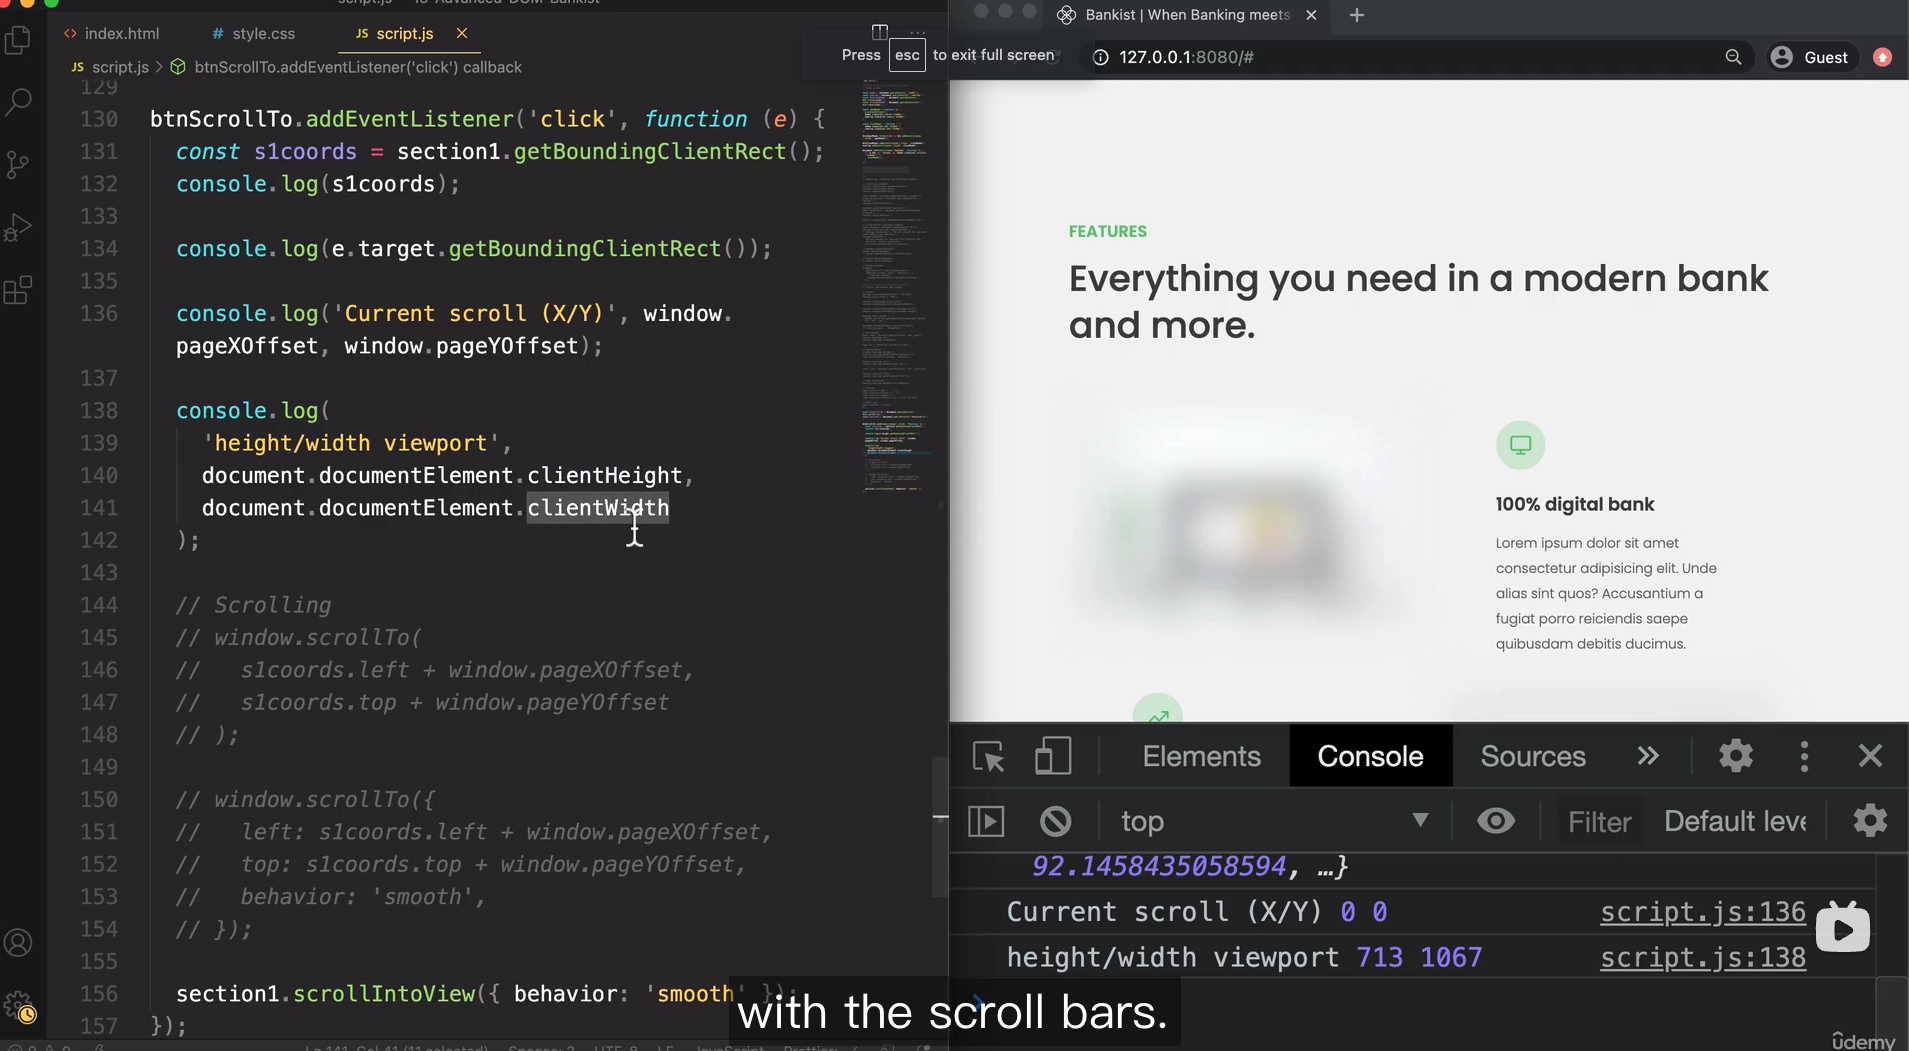 index.html
style.css
JS script.js
Press esc to exit full screen
JS script.js > btnScrollTo.addEventListener('click') callback
129
130 btnScrollTo.addEventListener('click', function (e) {
131 const s1coords = section1.getBoundingClientRect();
132 console.log(s1coords);
133
134 console.log(e.target.getBoundingClientRect());
135
136 console.log('Current scroll (X/Y)', window.
pageXOffset, window.pageYOffset);
137
138 console.log(
139 'height/width viewport',
140 document.documentElement.clientHeight,
141 document.documentElement.clientWidth
142 );
143
144 // Scrolling
145 // window.scrollTo(
146 // s1coords.left + window.pageXOffset,
147 // s1coords.top + window.pageYOffset
148 // );
149
150 // window.scrollTo({
151 // left: s1coords.left + window.pageXOffset,
152 // top: s1coords.top + window.pageYOffset,
153 // behavior: 'smooth',
154 // });
155
156 section1.scrollIntoView({ behavior: 'smooth' });
157 });
Bankist | When Banking meets
127.0.0.1:8080/#
Guest
FEATURES
Everything you need in a modern bank
and more.
100% digital bank
Lorem ipsum dolor sit amet
consectetur adipisicing elit. Unde
alias sint quos? Accusantium a
fugiat porro reiciendis saepe
quibusdam debitis ducimus.
Elements Console Sources
top Filter Default leve
92.1458435058594, …}
Current scroll (X/Y) 0 0 script.js:136
height/width viewport 713 1067 script.js:138
with the scroll bars.
ûdemy